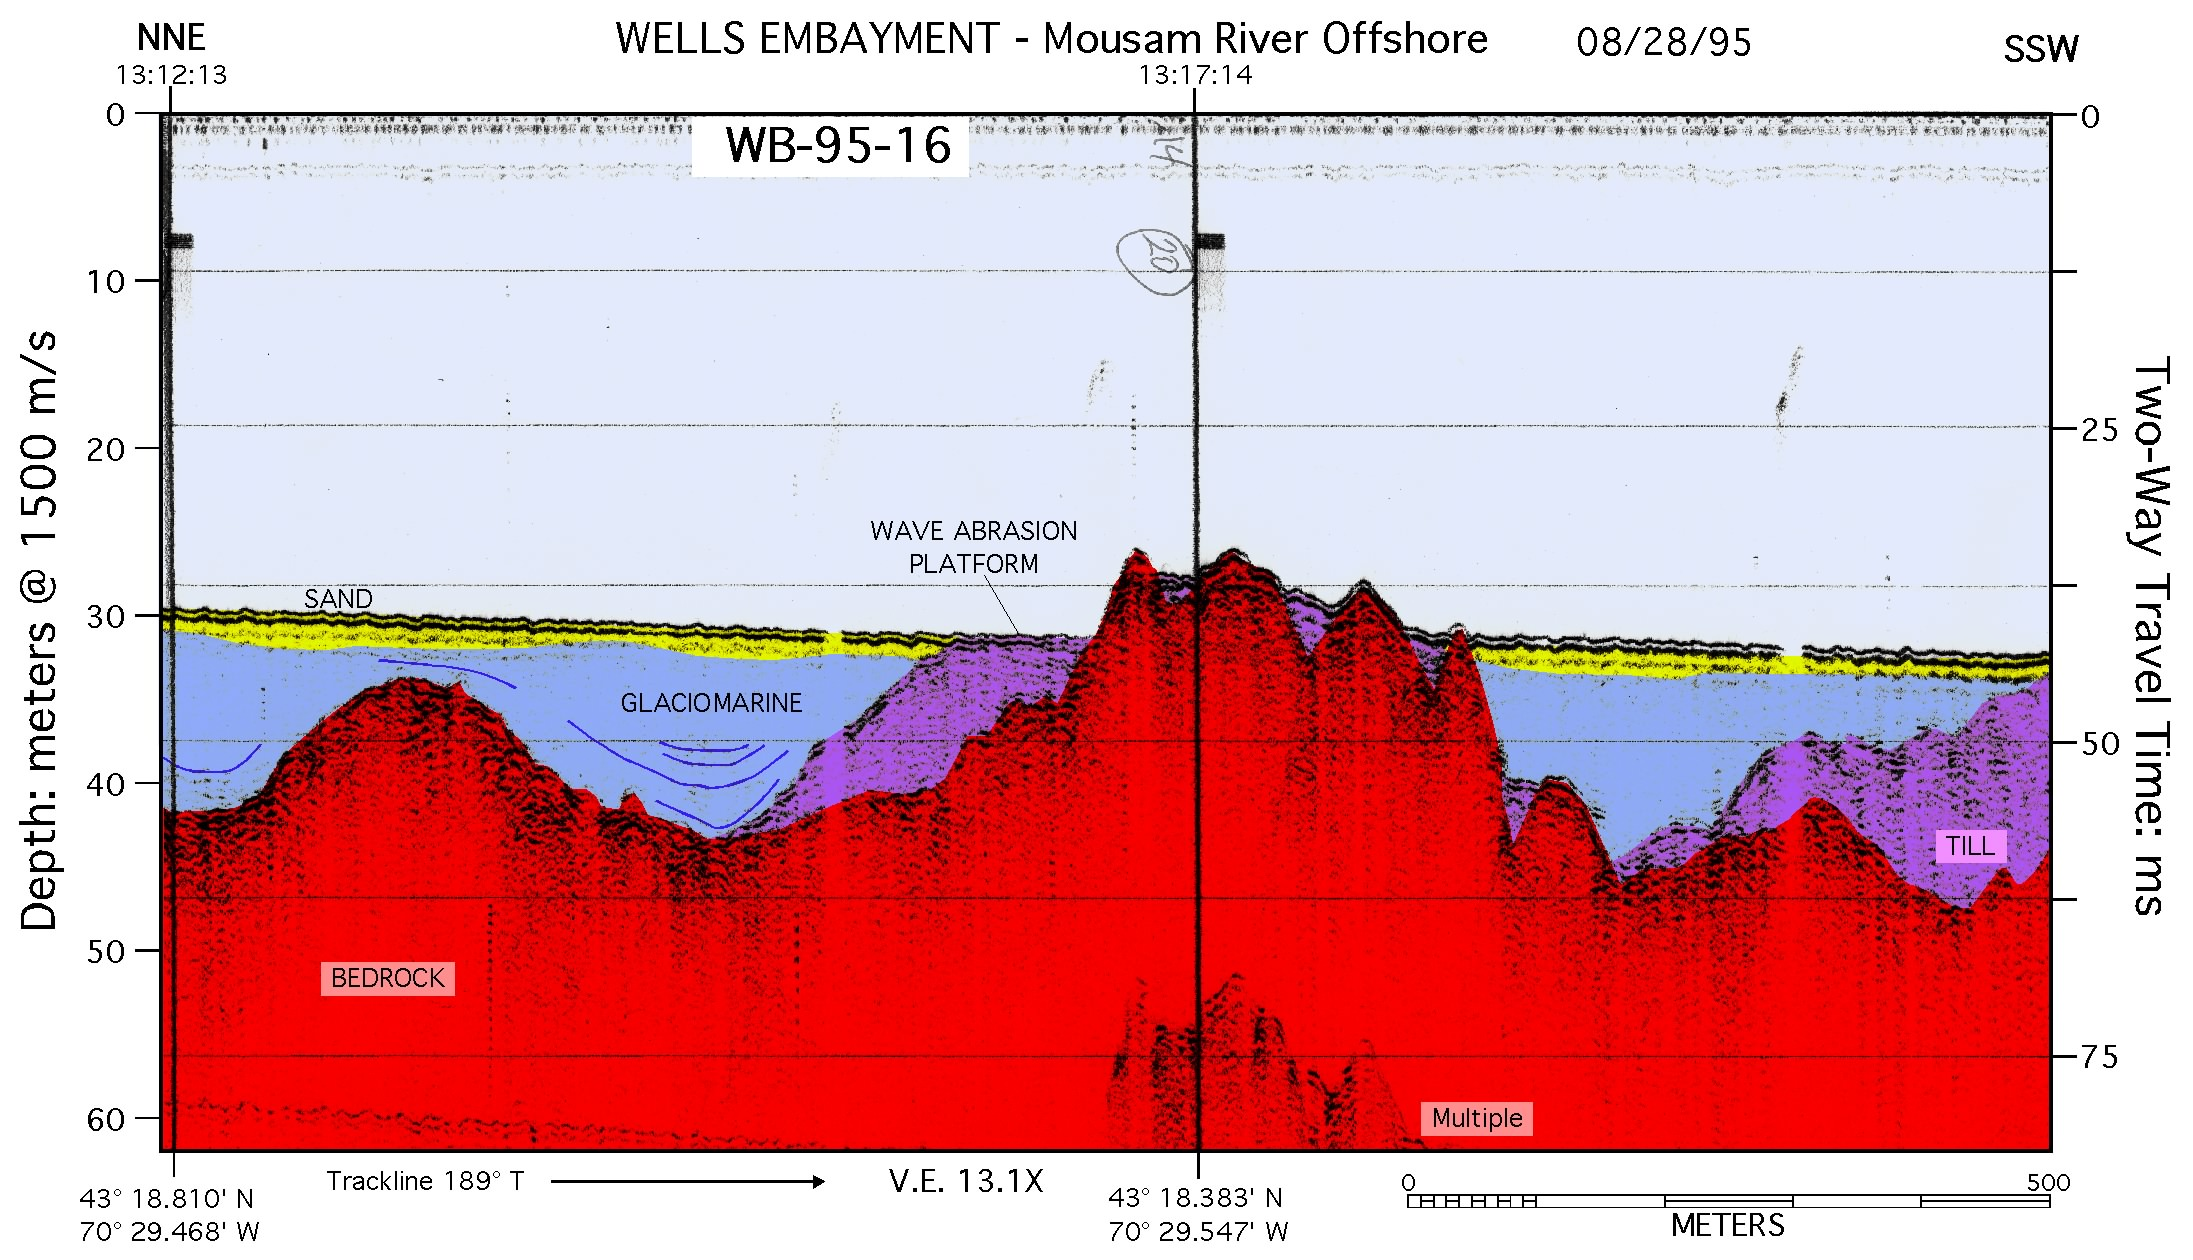 NNE
WELLS EMBAYMENT - Mousam River Offshore
08/28/95
SSW
13:12:13
13:17:14
WB-95-16
14
20
0
10
20
30
40
50
60
Depth: meters @ 1500 m/s
0
25
50
75
Two-Way Travel Time: ms
WAVE ABRASION
PLATFORM
SAND
GLACIOMARINE
TILL
BEDROCK
Multiple
Trackline 189° T
V.E. 13.1X
43° 18.810' N
70° 29.468' W
43° 18.383' N
70° 29.547' W
0
500
METERS